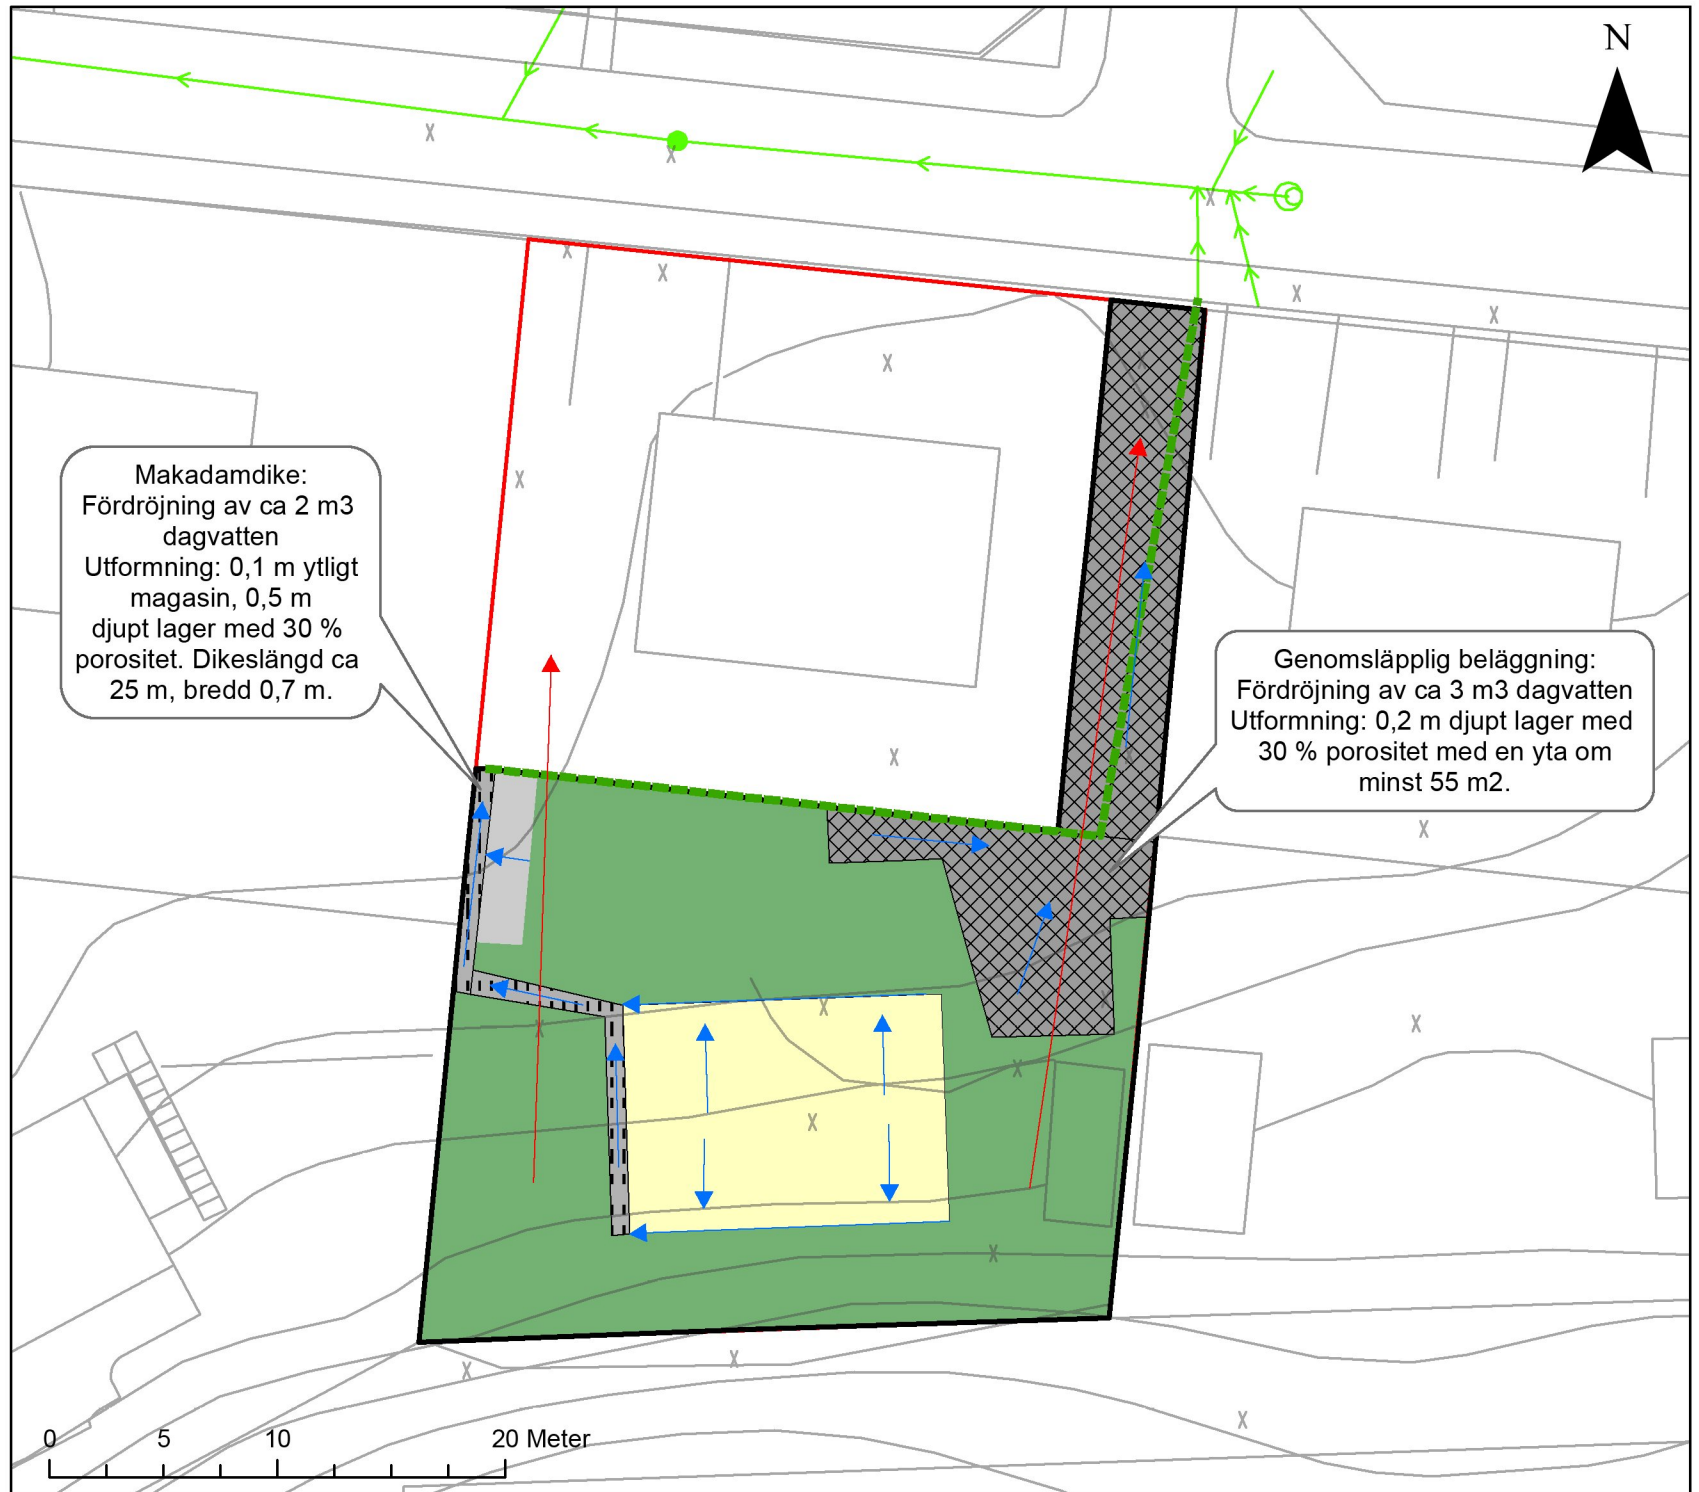 N
Makadamdike:
Fördröjning av ca 2 m3
dagvatten
Utformning: 0,1 m ytligt
magasin, 0,5 m
djupt lager med 30 %
porositet. Dikeslängd ca
25 m, bredd 0,7 m.
Genomsläpplig beläggning:
Fördröjning av ca 3 m3 dagvatten
Utformning: 0,2 m djupt lager med
30 % porositet med en yta om
minst 55 m2.
0 5 10 20 Meter